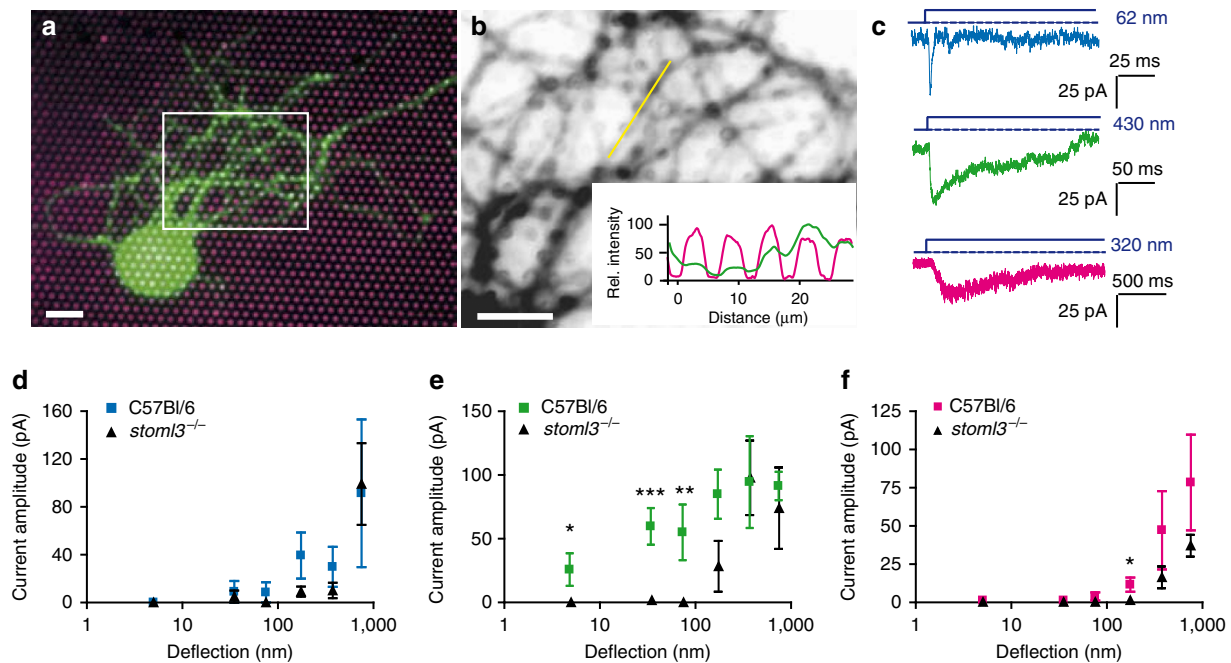 a
b
Rel. intensity
100
50
0
0
10
20
Distance (μm)
c
62 nm
25 ms
25 pA
430 nm
50 ms
25 pA
320 nm
500 ms
25 pA
d
C57Bl/6
stoml3⁻/⁻
Current amplitude (pA)
160
120
80
40
0
1
10
100
1,000
Deflection (nm)
e
C57Bl/6
stoml3⁻/⁻
Current amplitude (pA)
150
100
50
0
*
***
**
1
10
100
1,000
Deflection (nm)
f
C57Bl/6
stoml3⁻/⁻
Current amplitude (pA)
125
100
75
50
25
0
*
1
10
100
1,000
Deflection (nm)